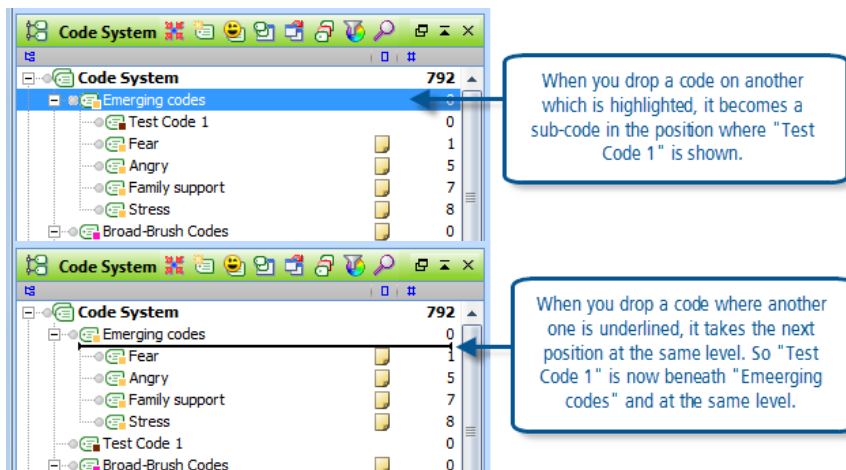 Code System
Code System 792
Emerging codes 0
Test Code 1 0
Fear 1
Angry 5
Family support 7
Stress 8
Broad-Brush Codes 0
When you drop a code on another
which is highlighted, it becomes a
sub-code in the position where "Test
Code 1" is shown.
Code System
Code System 792
Emerging codes 0
Fear 1
Angry 5
Family support 7
Stress 8
Test Code 1 0
Broad-Brush Codes 0
When you drop a code where another
one is underlined, it takes the next
position at the same level. So "Test
Code 1" is now beneath "Emeerging
codes" and at the same level.